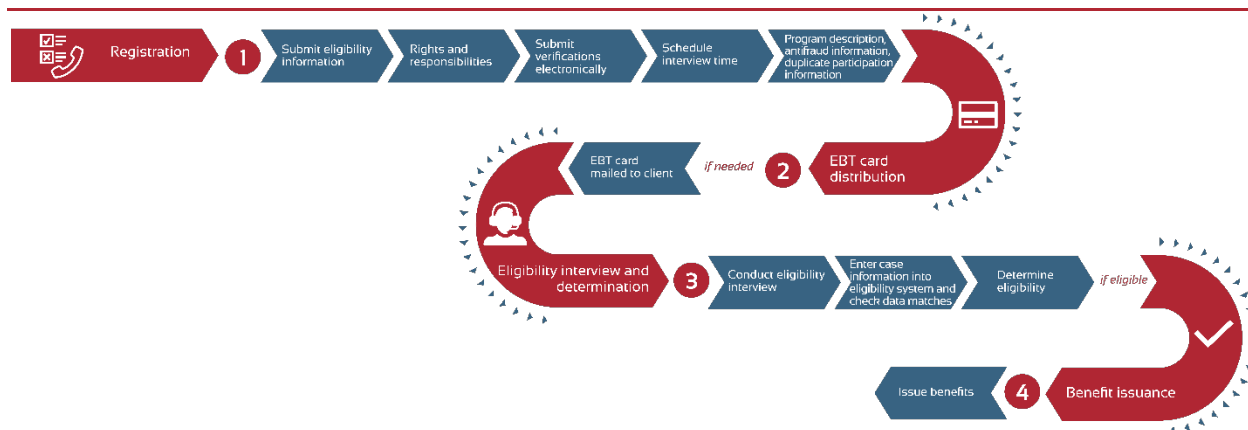 Registration
1
Submit eligibility
information
Rights and
responsibilities
Submit
verifications
electronically
Schedule
interview time
Program description,
antifraud information,
duplicate participation
information
EBT card
distribution
2
if needed
EBT card
mailed to client
Eligibility interview and
determination
3
Conduct eligibility
interview
Enter case
information into
eligibility system and
check data matches
Determine
eligibility
if eligible
Benefit issuance
4
Issue benefits